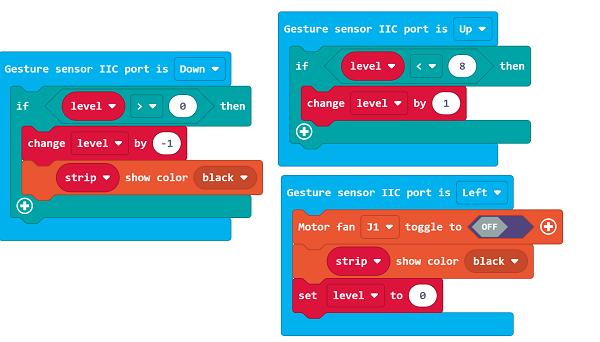 Gesture sensor IIC port is Down
if level > 0 then
change level by -1
strip show color black
Gesture sensor IIC port is Up
if level < 8 then
change level by 1
Gesture sensor IIC port is Left
Motor fan J1 toggle to OFF
strip show color black
set level to 0